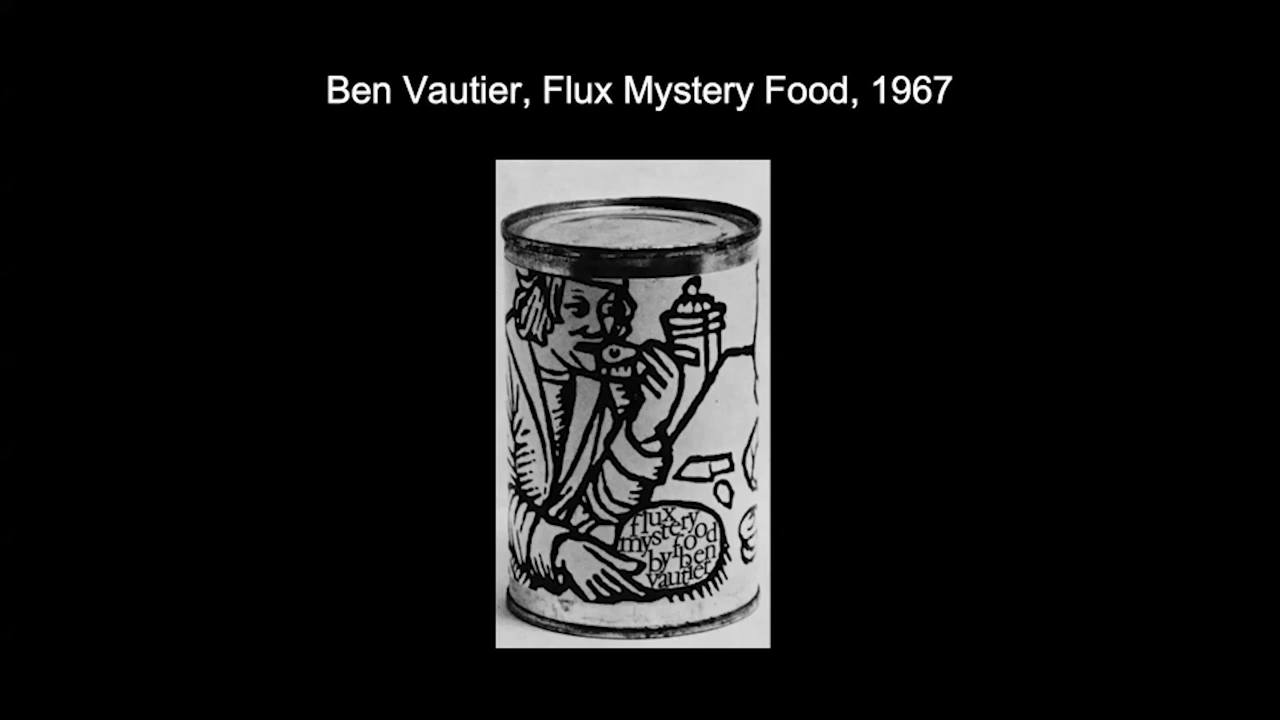 Ben Vautier, Flux Mystery Food, 1967
flux
mystery
food
by ben
vautier